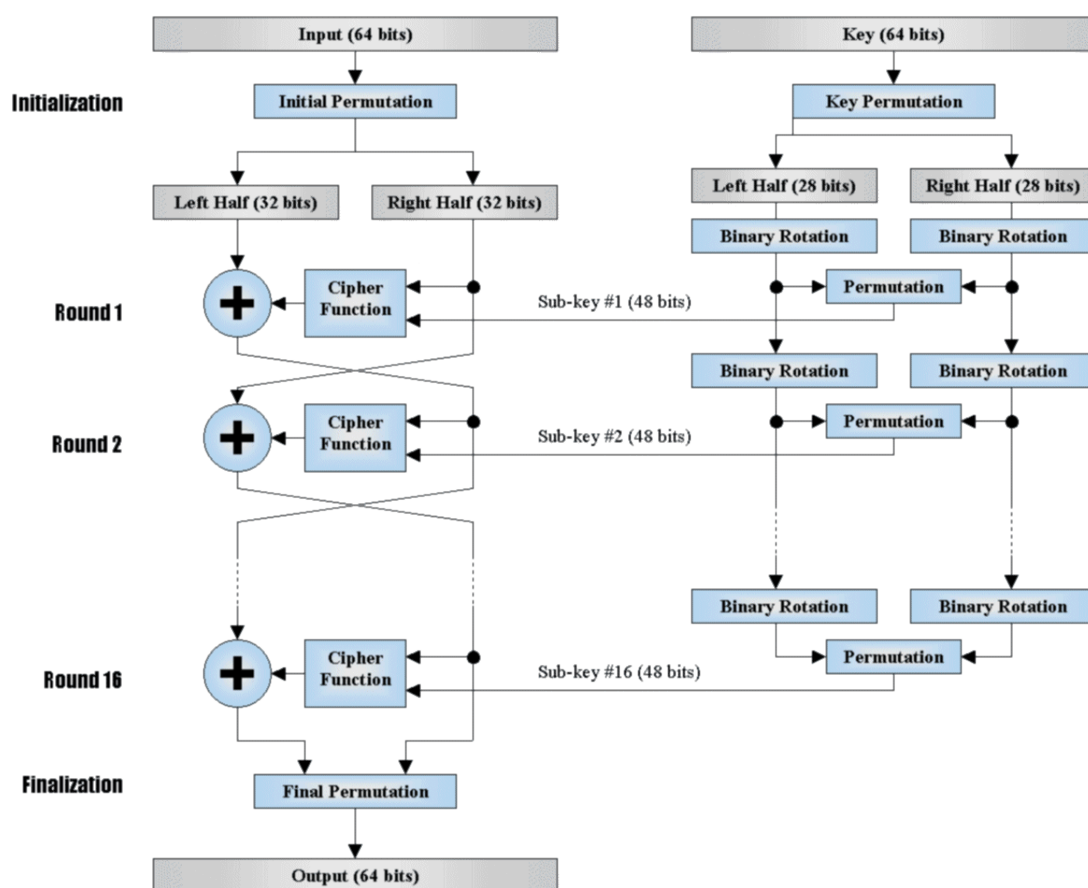 Input (64 bits)
Key (64 bits)
Initialization
Initial Permutation
Key Permutation
Left Half (32 bits)
Right Half (32 bits)
Left Half (28 bits)
Right Half (28 bits)
Binary Rotation
Binary Rotation
Round 1
Cipher
Function
Sub-key #1 (48 bits)
Permutation
Binary Rotation
Binary Rotation
Round 2
Cipher
Function
Sub-key #2 (48 bits)
Permutation
Binary Rotation
Binary Rotation
Round 16
Cipher
Function
Sub-key #16 (48 bits)
Permutation
Finalization
Final Permutation
Output (64 bits)